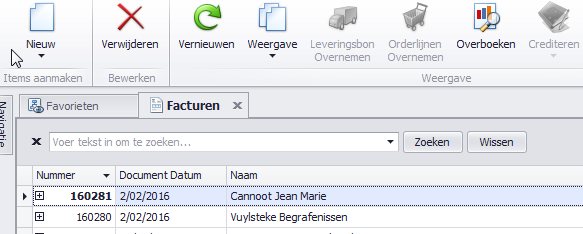 Nieuw
Verwijderen
Vernieuwen
Weergave
Leveringsbon
Overnemen
Orderlijnen
Overnemen
Overboeken
Crediteren
Items aanmaken
Bewerken
Weergave
Navigatie
Favorieten
Facturen
Voer tekst in om te zoeken...
Zoeken
Wissen
Nummer Document Datum Naam
160281 2/02/2016 Cannoot Jean Marie
160280 2/02/2016 Vuylsteke Begrafenissen